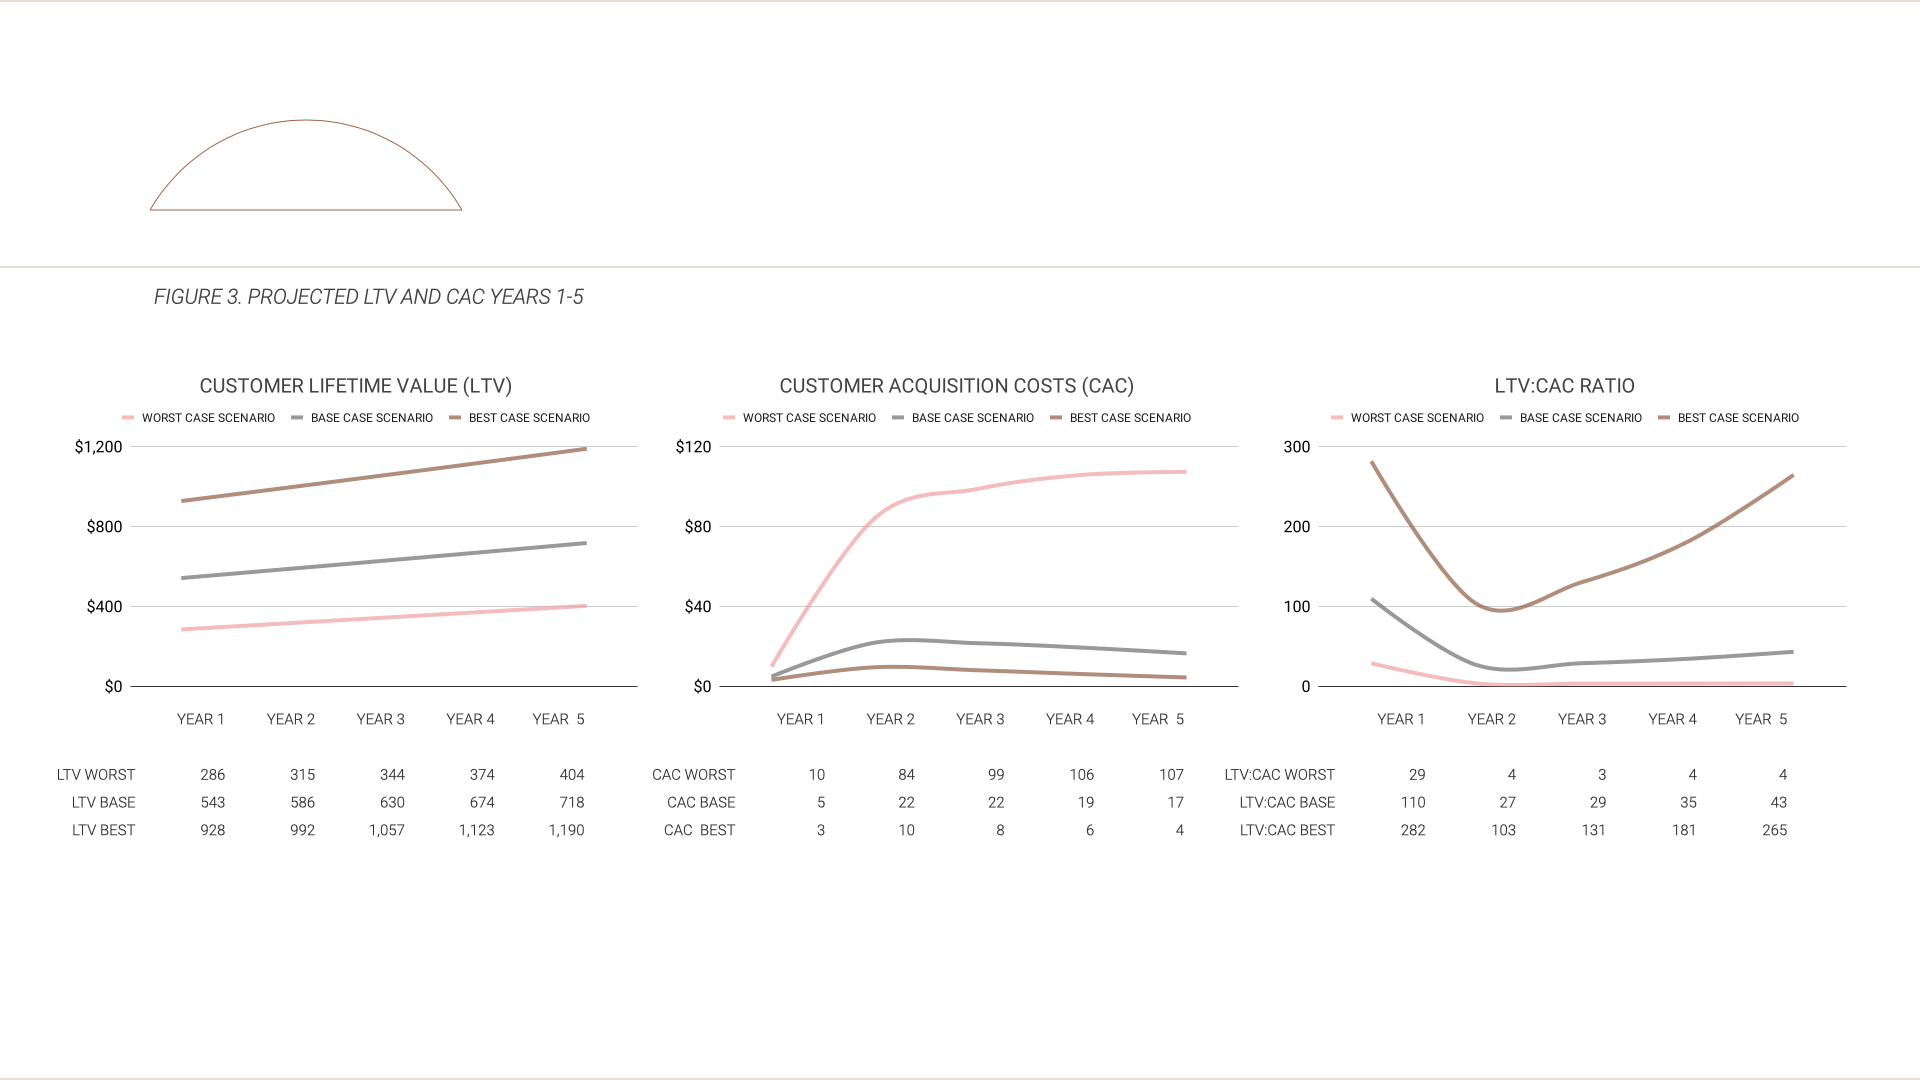 FIGURE 3. PROJECTED LTV AND CAC YEARS 1-5
CUSTOMER LIFETIME VALUE (LTV)
WORST CASE SCENARIO BASE CASE SCENARIO BEST CASE SCENARIO
$1,200
$800
$400
$0
YEAR 1 YEAR 2 YEAR 3 YEAR 4 YEAR 5
LTV WORST 286 315 344 374 404
LTV BASE 543 586 630 674 718
LTV BEST 928 992 1,057 1,123 1,190
CUSTOMER ACQUISITION COSTS (CAC)
WORST CASE SCENARIO BASE CASE SCENARIO BEST CASE SCENARIO
$120
$80
$40
$0
YEAR 1 YEAR 2 YEAR 3 YEAR 4 YEAR 5
CAC WORST 10 84 99 106 107
CAC BASE 5 22 22 19 17
CAC BEST 3 10 8 6 4
LTV:CAC RATIO
WORST CASE SCENARIO BASE CASE SCENARIO BEST CASE SCENARIO
300
200
100
0
YEAR 1 YEAR 2 YEAR 3 YEAR 4 YEAR 5
LTV:CAC WORST 29 4 3 4 4
LTV:CAC BASE 110 27 29 35 43
LTV:CAC BEST 282 103 131 181 265